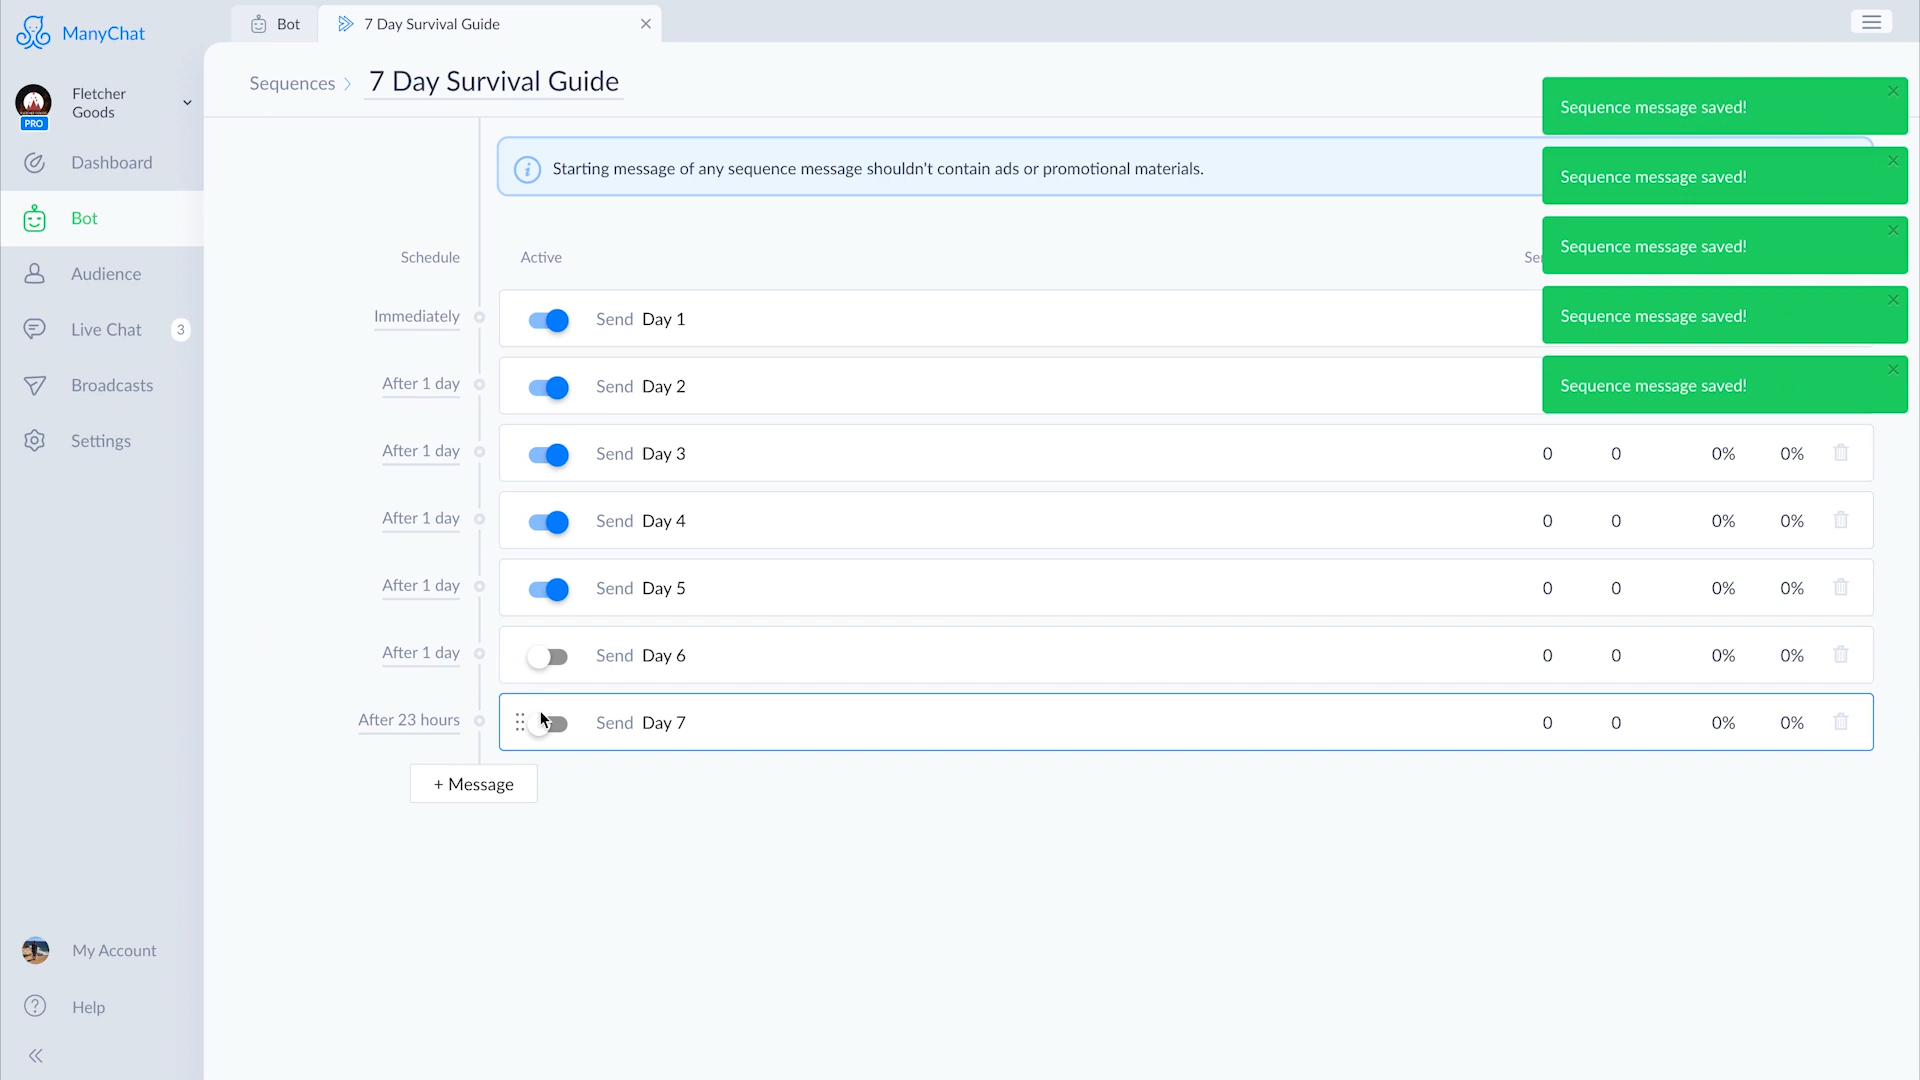 ManyChat
Bot
7 Day Survival Guide
Fletcher
Goods
PRO
Dashboard
Bot
Audience
Live Chat
3
Broadcasts
Settings
My Account
Help
Sequences
7 Day Survival Guide
Starting message of any sequence message shouldn't contain ads or promotional materials.
Sequence message saved!
Sequence message saved!
Sequence message saved!
Sequence message saved!
Sequence message saved!
Schedule Active
Immediately Send Day 1
After 1 day Send Day 2
After 1 day Send Day 3 0 0 0% 0%
After 1 day Send Day 4 0 0 0% 0%
After 1 day Send Day 5 0 0 0% 0%
After 1 day Send Day 6 0 0 0% 0%
After 23 hours Send Day 7 0 0 0% 0%
+ Message